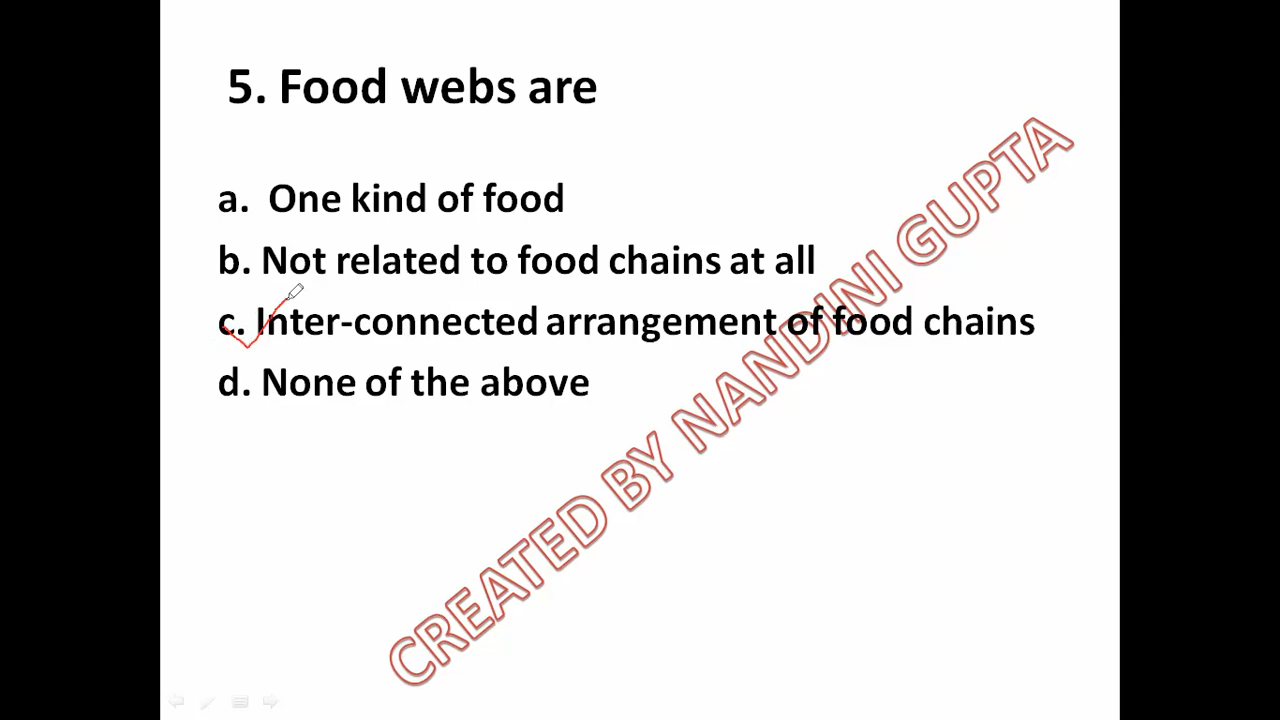 5. Food webs are
a. One kind of food
b. Not related to food chains at all
c. Inter-connected arrangement of food chains
d. None of the above
CREATED BY NANDINI GUPTA